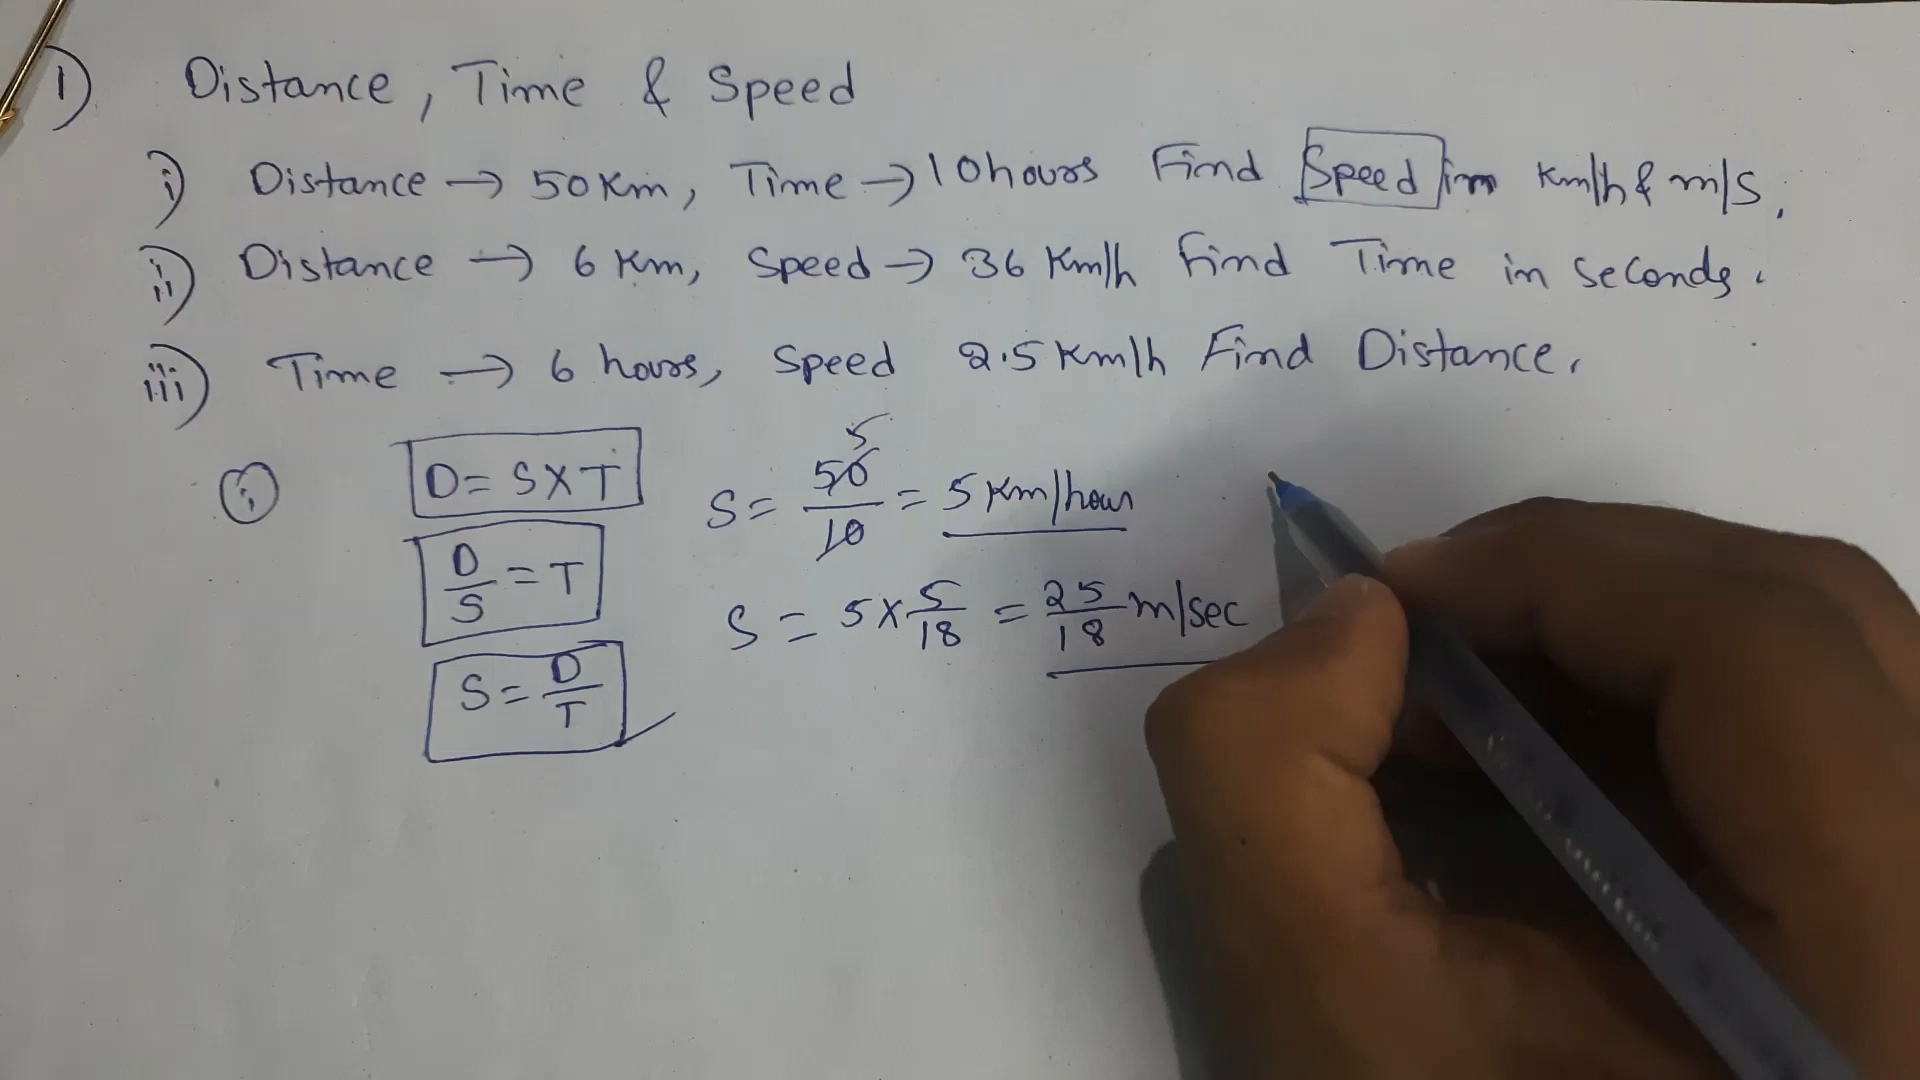 1) Distance, Time & Speed
i) Distance → 50 Km, Time → 10 hours Find Speed in Km/h & m/s.
ii) Distance → 6 Km, Speed → 36 Km/h Find Time in Seconds.
iii) Time → 6 hours, Speed 2.5 Km/h Find Distance.
i
D = S X T
D/S = T
S = D/T
S = 50/10 = 5 Km/hour
5
S = 5 x 5/18 = 25/18 m/sec